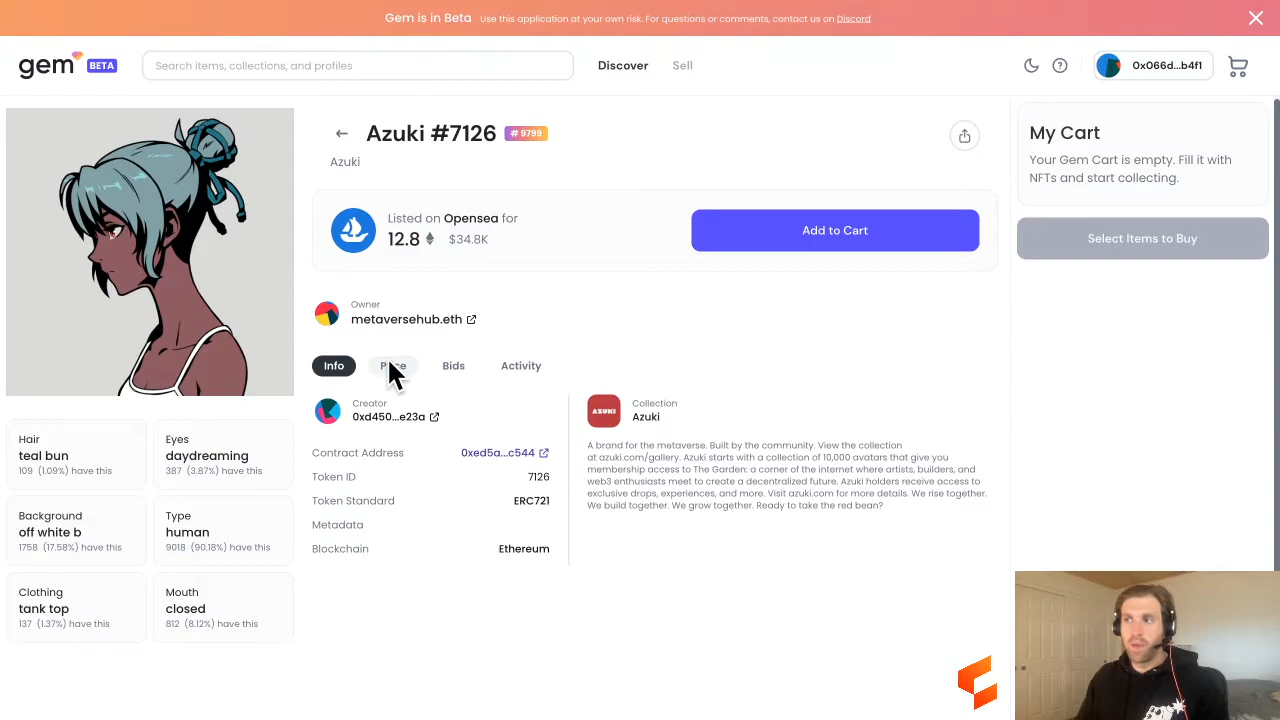 Gem is in Beta Use this application at your own risk. For questions or comments, contact us on Discord
gem BETA
Search items, collections, and profiles
Discover
Sell
0x066d...b4f1
Azuki #7126
# 9799
Azuki
Listed on Opensea for
12.8 $34.8K
Add to Cart
My Cart
Your Gem Cart is empty. Fill it with
NFTs and start collecting.
Select Items to Buy
Owner
metaversehub.eth
Info
Bids
Activity
Creator
0xd450...e23a
Contract Address 0xed5a...c544
Token ID 7126
Token Standard ERC721
Metadata
Blockchain Ethereum
AZUKI
Collection
Azuki
A brand for the metaverse. Built by the community. View the collection
at azuki.com/gallery. Azuki starts with a collection of 10,000 avatars that give you
membership access to The Garden: a corner of the internet where artists, builders, and
web3 enthusiasts meet to create a decentralized future. Azuki holders receive access to
exclusive drops, experiences, and more. Visit azuki.com for more details. We rise together.
We build together. We grow together. Ready to take the red bean?
Hair
teal bun
109 (1.09%) have this
Eyes
daydreaming
387 (3.87%) have this
Background
off white b
1758 (17.58%) have this
Type
human
9018 (90.18%) have this
Clothing
tank top
137 (1.37%) have this
Mouth
closed
812 (8.12%) have this